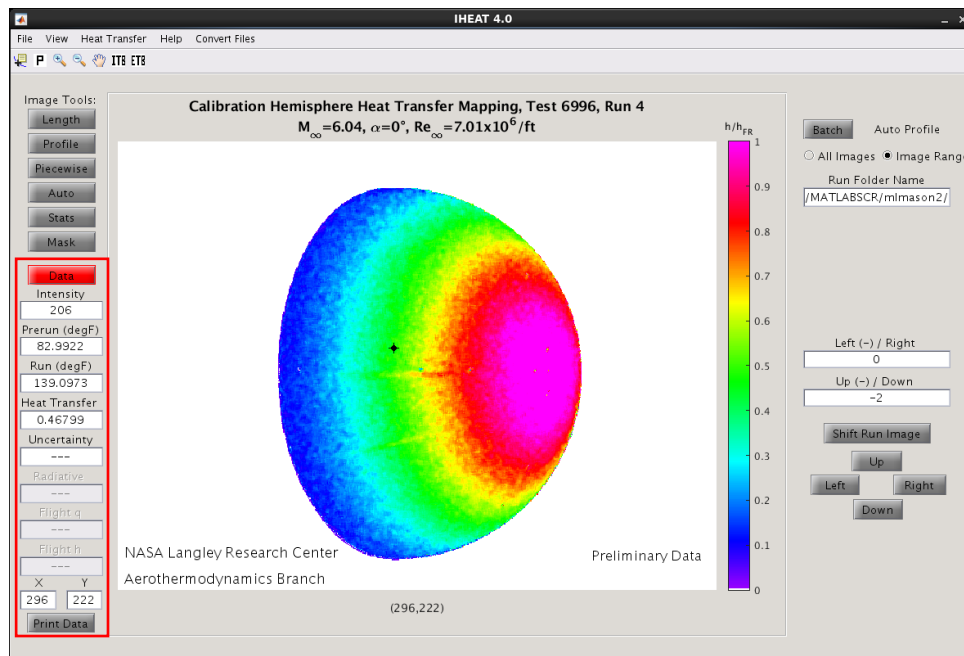 IHEAT 4.0
File View Heat Transfer Help Convert Files
P ITB ETB
Image Tools:
Length
Profile
Piecewise
Auto
Stats
Mask
Data
Intensity
206
Prerun (degF)
82.9922
Run (degF)
139.0973
Heat Transfer
0.46799
Uncertainty
---
Radiative
---
Flight q
---
Flight h
---
X Y
296 222
Print Data
Calibration Hemisphere Heat Transfer Mapping, Test 6996, Run 4
M∞=6.04, α=0°, Re∞=7.01x10⁶/ft
h/hFR
1
0.9
0.8
0.7
0.6
0.5
0.4
0.3
0.2
0.1
0
NASA Langley Research Center
Aerothermodynamics Branch
Preliminary Data
(296,222)
Batch Auto Profile
All Images Image Rang
Run Folder Name
/MATLABSCR/mlmason2/
Left (-) / Right
0
Up (-) / Down
-2
Shift Run Image
Up
Left Right
Down